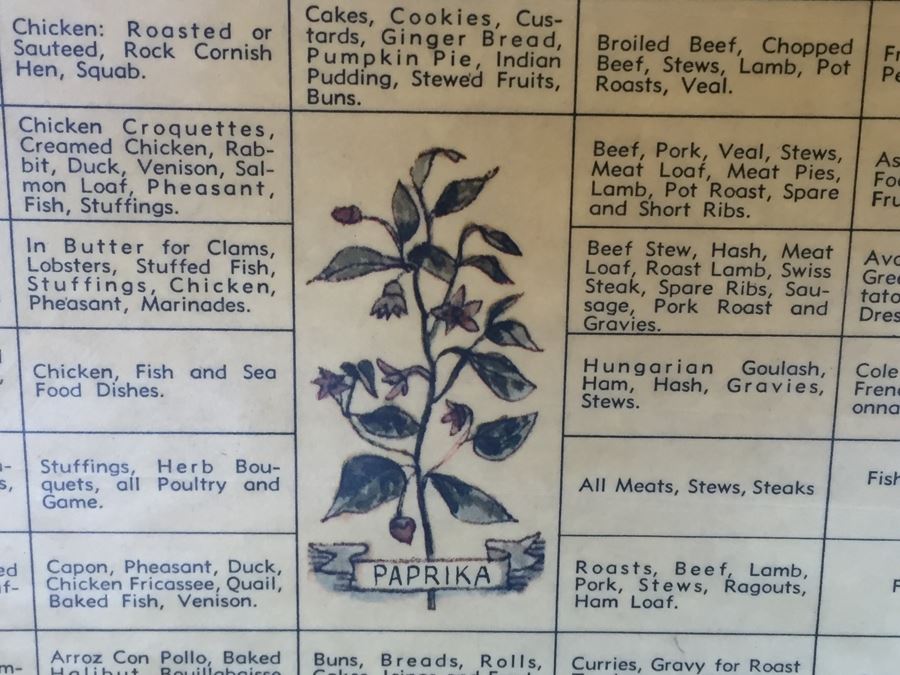 Chicken: Roasted or
Sauteed, Rock Cornish
Hen, Squab.
Cakes, Cookies, Cus-
tards, Ginger Bread,
Pumpkin Pie, Indian
Pudding, Stewed Fruits,
Buns.
Broiled Beef, Chopped
Beef, Stews, Lamb, Pot
Roasts, Veal.
Chicken Croquettes,
Creamed Chicken, Rab-
bit, Duck, Venison, Sal-
mon Loaf, Pheasant,
Fish, Stuffings.
Beef, Pork, Veal, Stews,
Meat Loaf, Meat Pies,
Lamb, Pot Roast, Spare
and Short Ribs.
In Butter for Clams,
Lobsters, Stuffed Fish,
Stuffings, Chicken,
Pheasant, Marinades.
Beef Stew, Hash, Meat
Loaf, Roast Lamb, Swiss
Steak, Spare Ribs, Sau-
sage, Pork Roast and
Gravies.
Chicken, Fish and Sea
Food Dishes.
Hungarian Goulash,
Ham, Hash, Gravies,
Stews.
Stuffings, Herb Bou-
quets, all Poultry and
Game.
All Meats, Stews, Steaks
Fish
Capon, Pheasant, Duck,
Chicken Fricassee, Quail,
Baked Fish, Venison.
PAPRIKA
Roasts, Beef, Lamb,
Pork, Stews, Ragouts,
Ham Loaf.
Arroz Con Pollo, Baked
Buns, Breads, Rolls,
Curries, Gravy for Roast